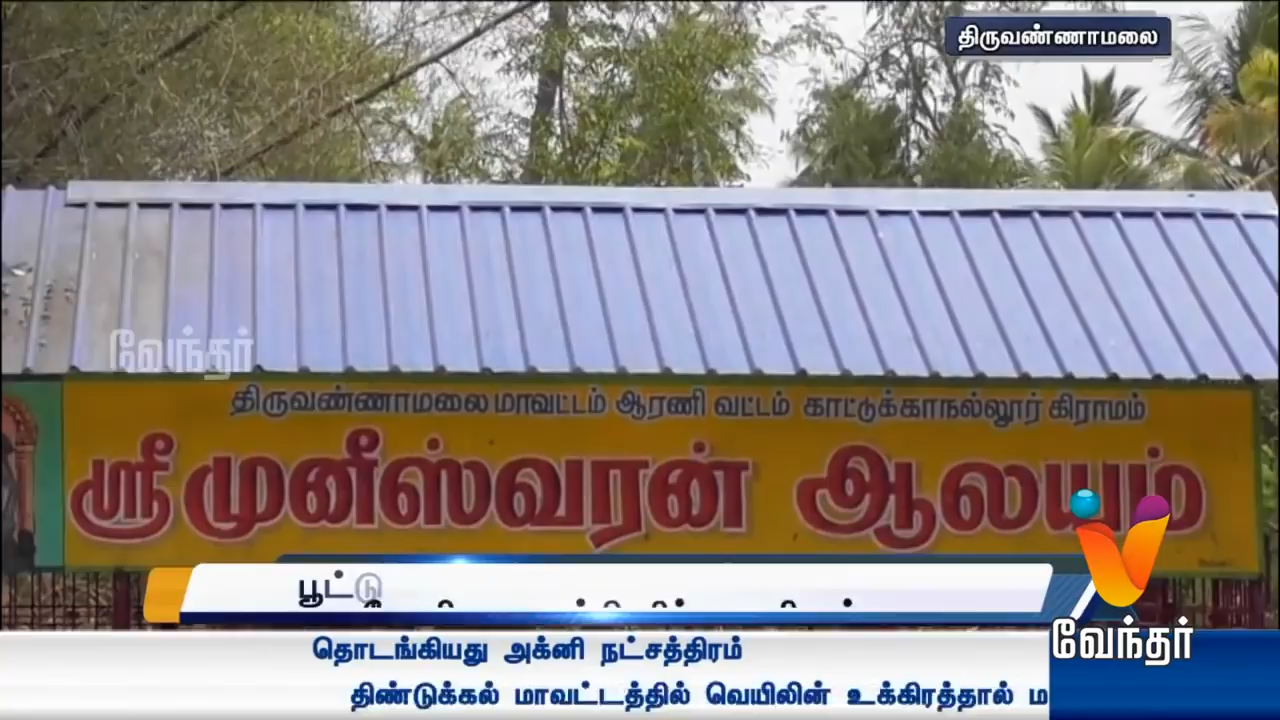 திருவண்ணாமலை
வேந்தர்
திருவண்ணாமலை மாவட்டம் ஆரணி வட்டம் காட்டுக்காநல்லூர் கிராமம்
ஸ்ரீ முனீஸ்வரன் ஆலயம்
பூட்டு
வேந்தர்
தொடங்கியது அக்னி நட்சத்திரம்
திண்டுக்கல் மாவட்டத்தில் வெயிலின் உக்கிரத்தால் ம